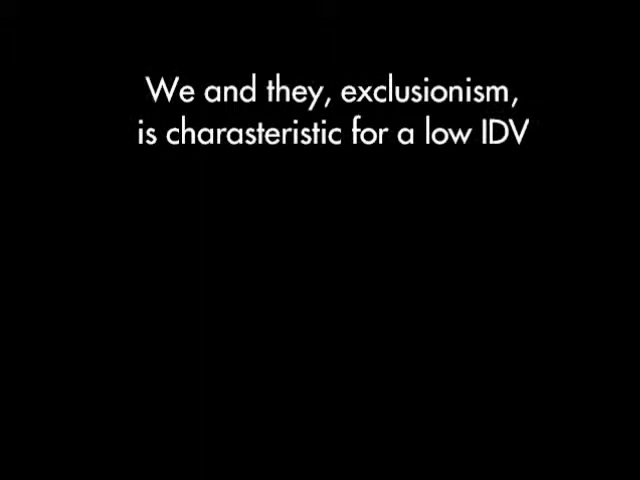 We and they, exclusionism,
is charasteristic for a low IDV